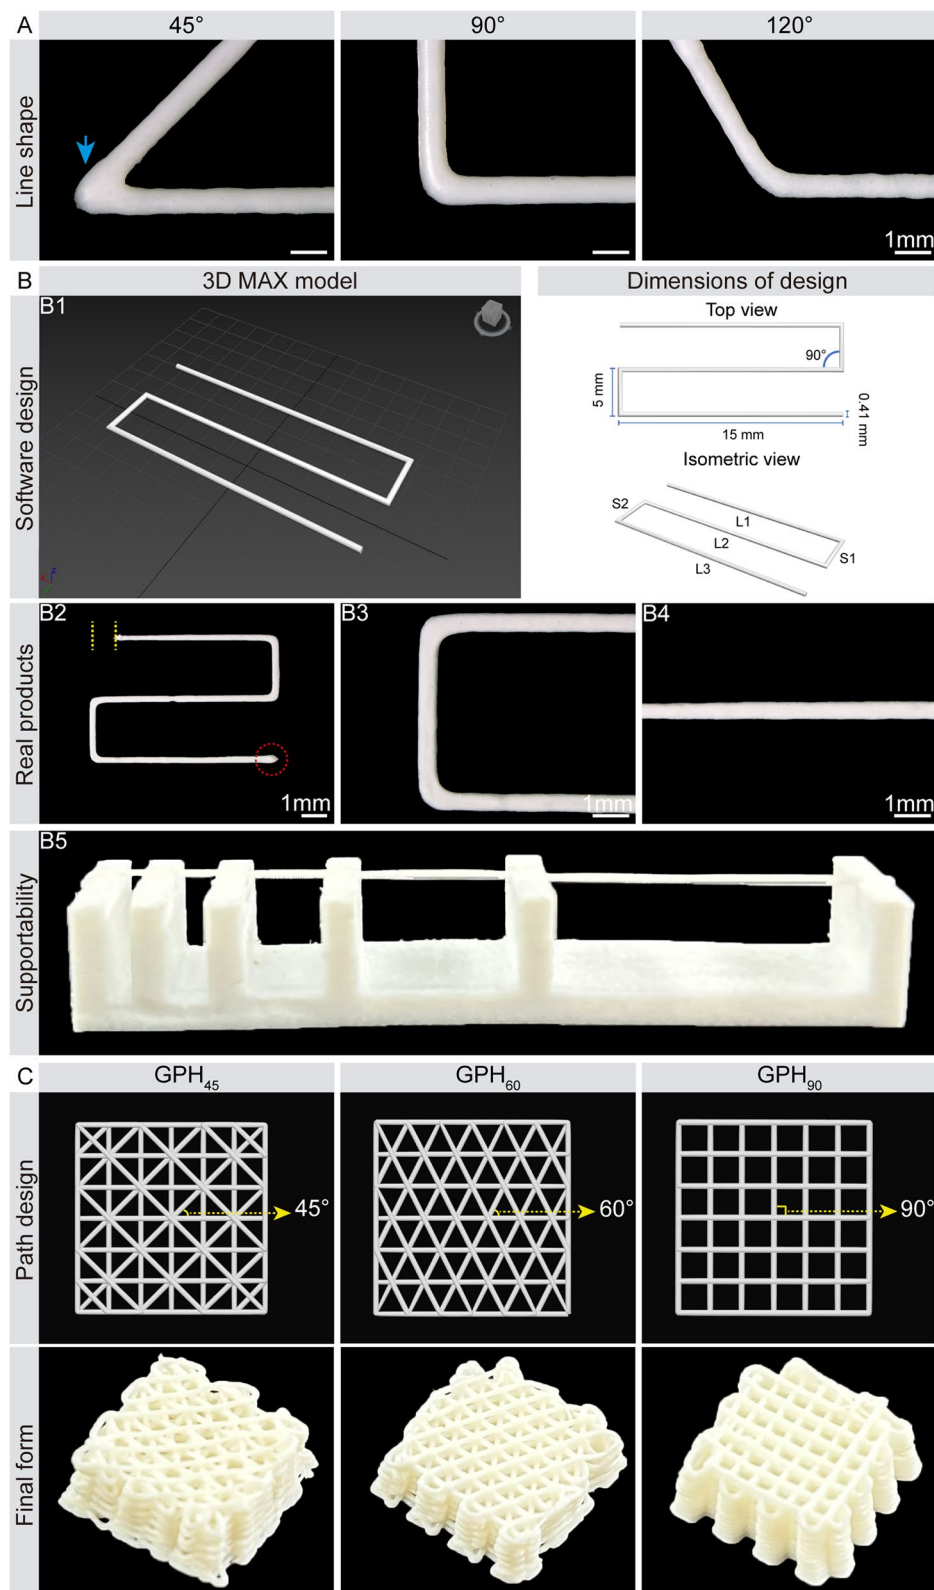 A
45°
90°
120°
Line shape
1mm
B
3D MAX model
Dimensions of design
Software design
B1
z
Top view
90°
5 mm
0.41 mm
15 mm
Isometric view
S2
L1
L2
S1
L3
Real products
B2
1mm
B3
1mm
B4
1mm
Supportability
B5
C
GPH45
GPH60
GPH90
Path design
45°
60°
90°
Final form